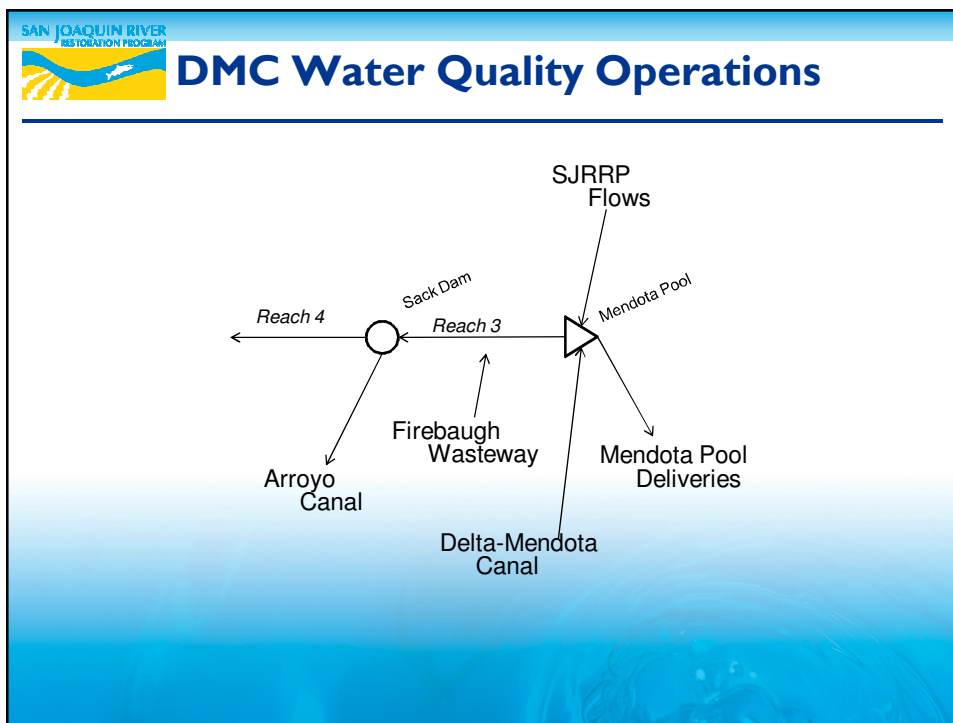 SAN JOAQUIN RIVER
RESTORATION PROGRAM
DMC Water Quality Operations
SJRRP
Flows
Sack Dam
Mendota Pool
Reach 4
Reach 3
Firebaugh
Wasteway
Mendota Pool
Deliveries
Arroyo
Canal
Delta-Mendota
Canal